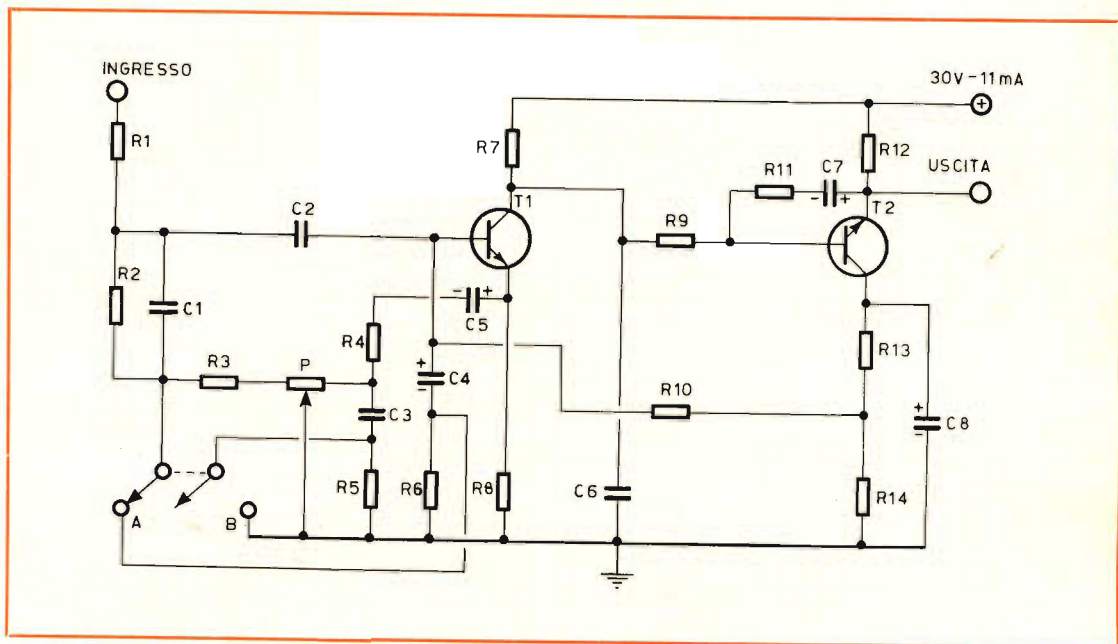 INGRESSO
30V-11mA
+
R1
R7
R12
USCITA
R11
C7
- +
T1
T2
C2
R9
R2
C1
- +
C5
R4
R3
P
+
C4
-
R13
R10
C3
+
C8
-
R5
R6
R8
C6
R14
A
B